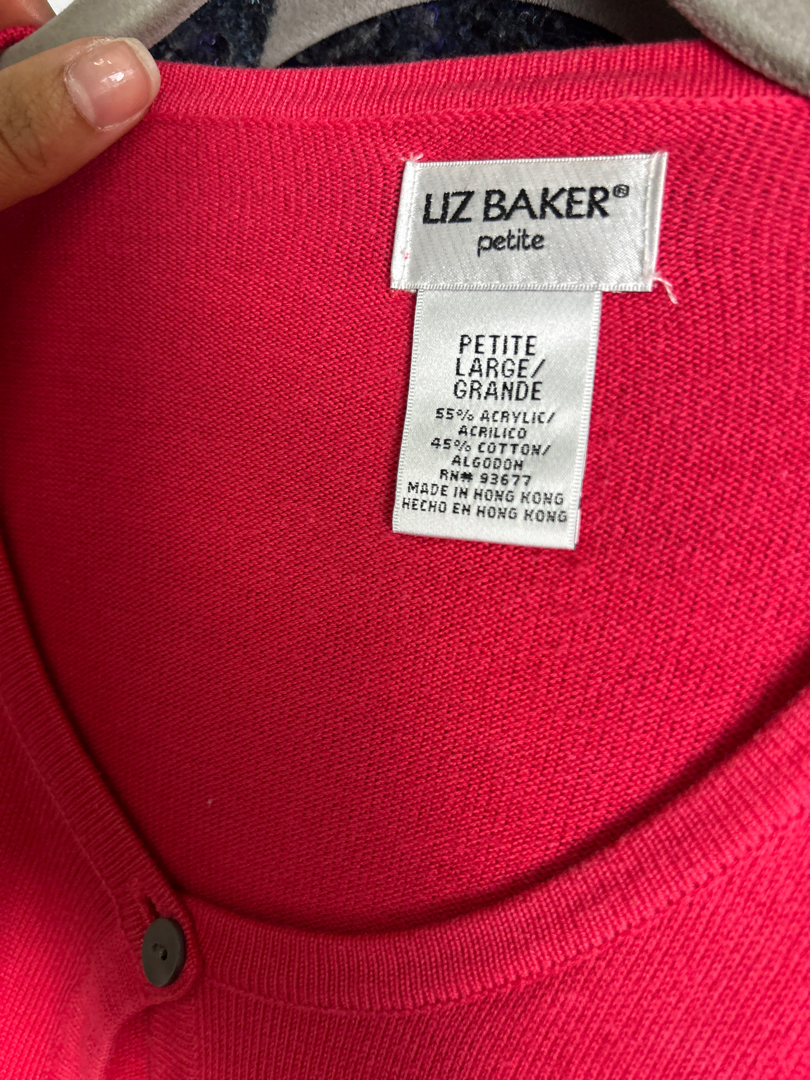 LIZ BAKER®
petite
PETITE
LARGE/
GRANDE
55% ACRYLIC/
ACRILICO
45% COTTON/
ALGODON
RN# 93677
MADE IN HONG KONG
HECHO EN HONG KONG